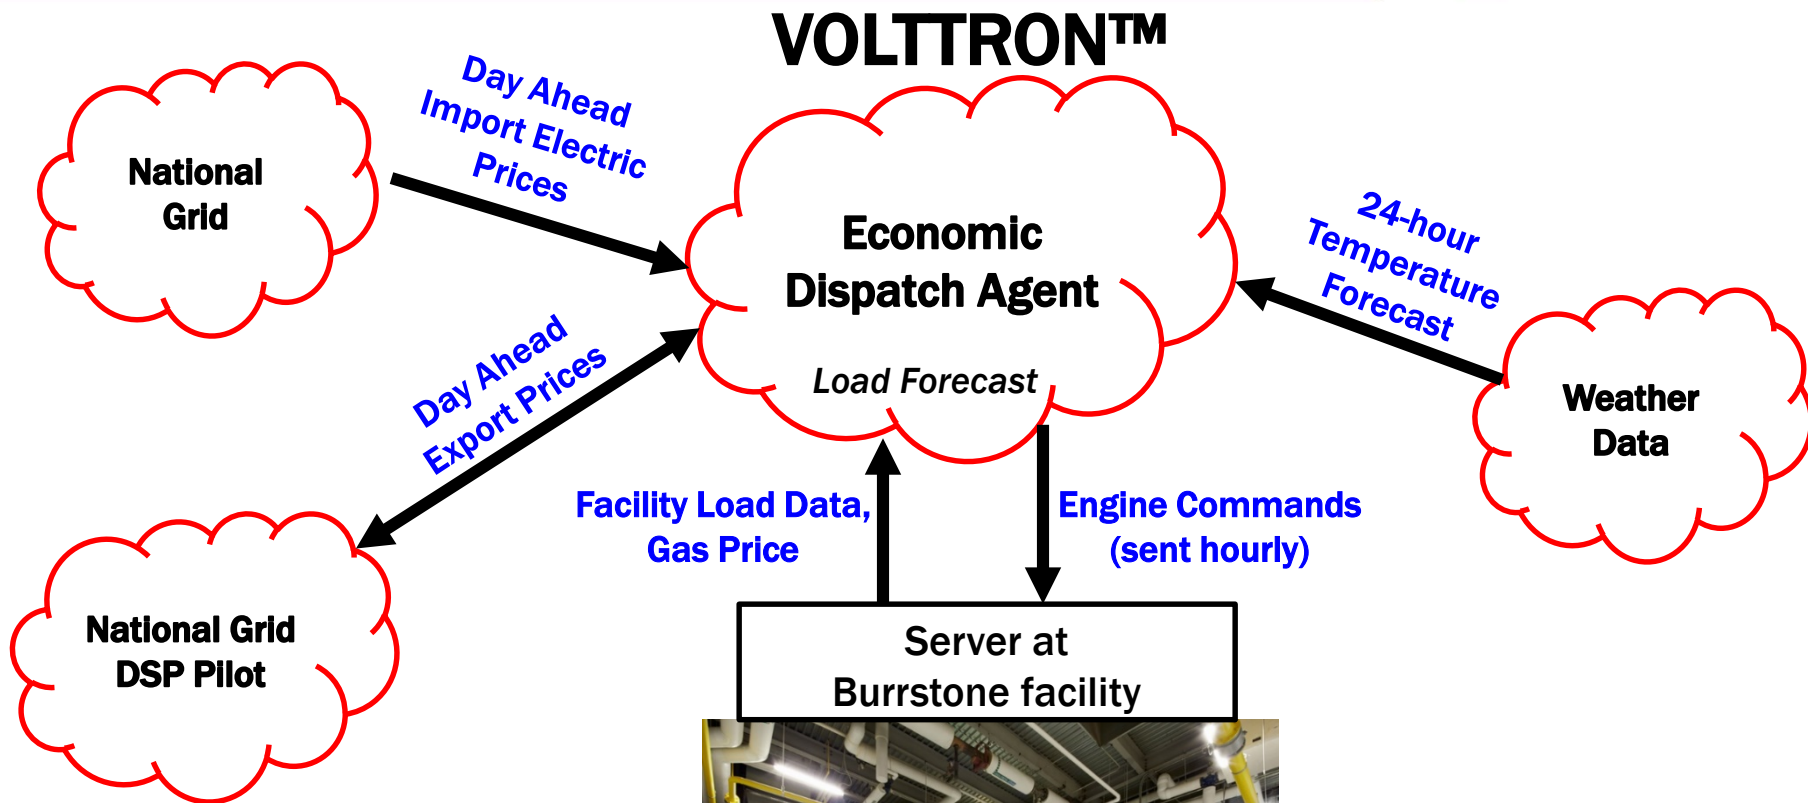 VOLTTRON™
Day Ahead
Import Electric
Prices
National
Grid
Economic
Dispatch Agent
Load Forecast
24-hour
Temperature
Forecast
Weather
Data
Day Ahead
Export Prices
National Grid
DSP Pilot
Facility Load Data,
Gas Price
Engine Commands
(sent hourly)
Server at
Burrstone facility